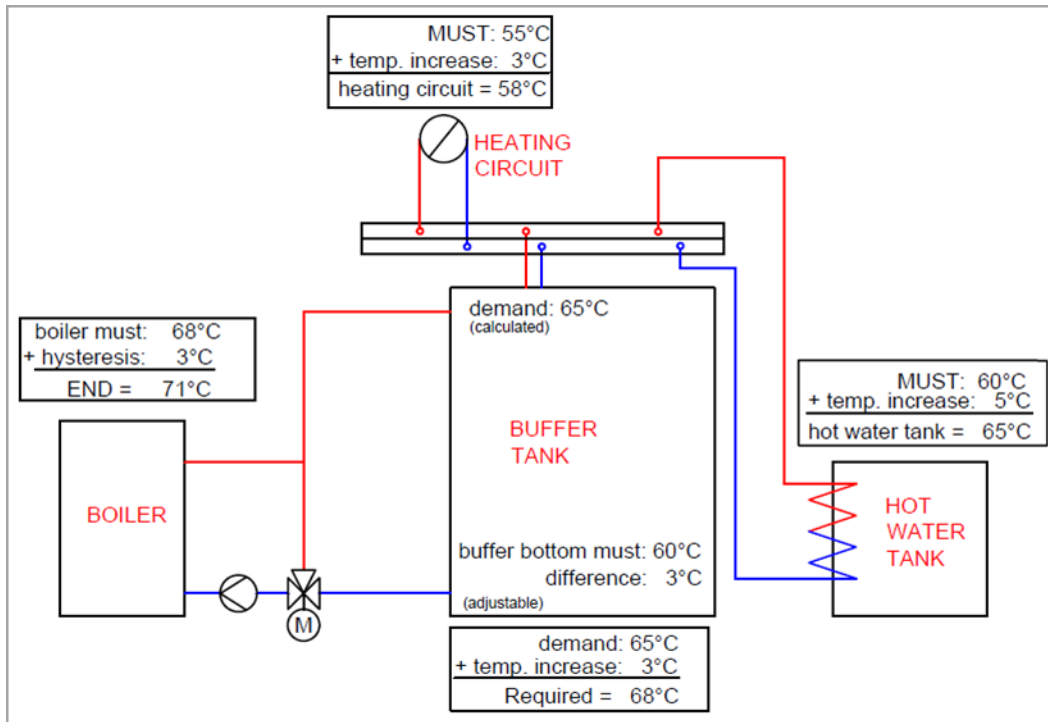 MUST: 55°C
+ temp. increase: 3°C
heating circuit = 58°C
HEATING
CIRCUIT
demand: 65°C
(calculated)
boiler must: 68°C
+ hysteresis: 3°C
END = 71°C
MUST: 60°C
+ temp. increase: 5°C
hot water tank = 65°C
BUFFER
TANK
BOILER
HOT
WATER
TANK
buffer bottom must: 60°C
difference: 3°C
(adjustable)
M
demand: 65°C
+ temp. increase: 3°C
Required = 68°C